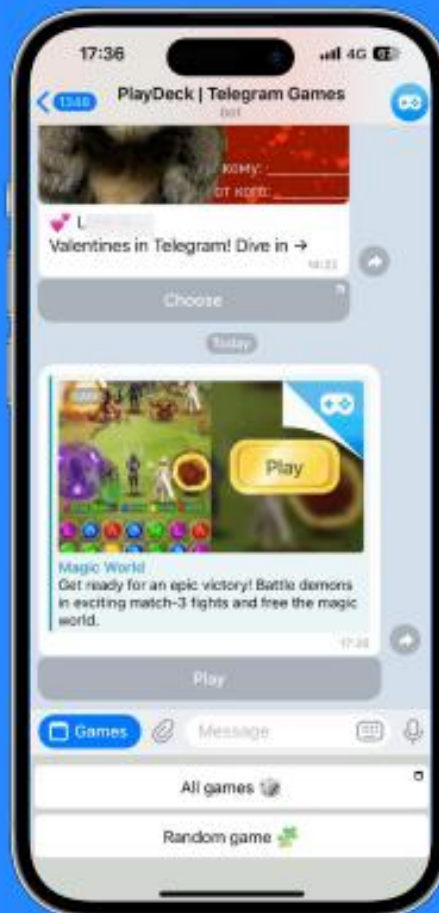 17:36
4G
1346
PlayDeck | Telegram Games
bot
кому:
от кого:
💕 L
Valentines in Telegram! Dive in →
Choose
Today
Play
Magic World
Get ready for an epic victory! Battle demons
in exciting match-3 fights and free the magic
world.
Play
Games
Message
All games 🎲
Random game 🍀